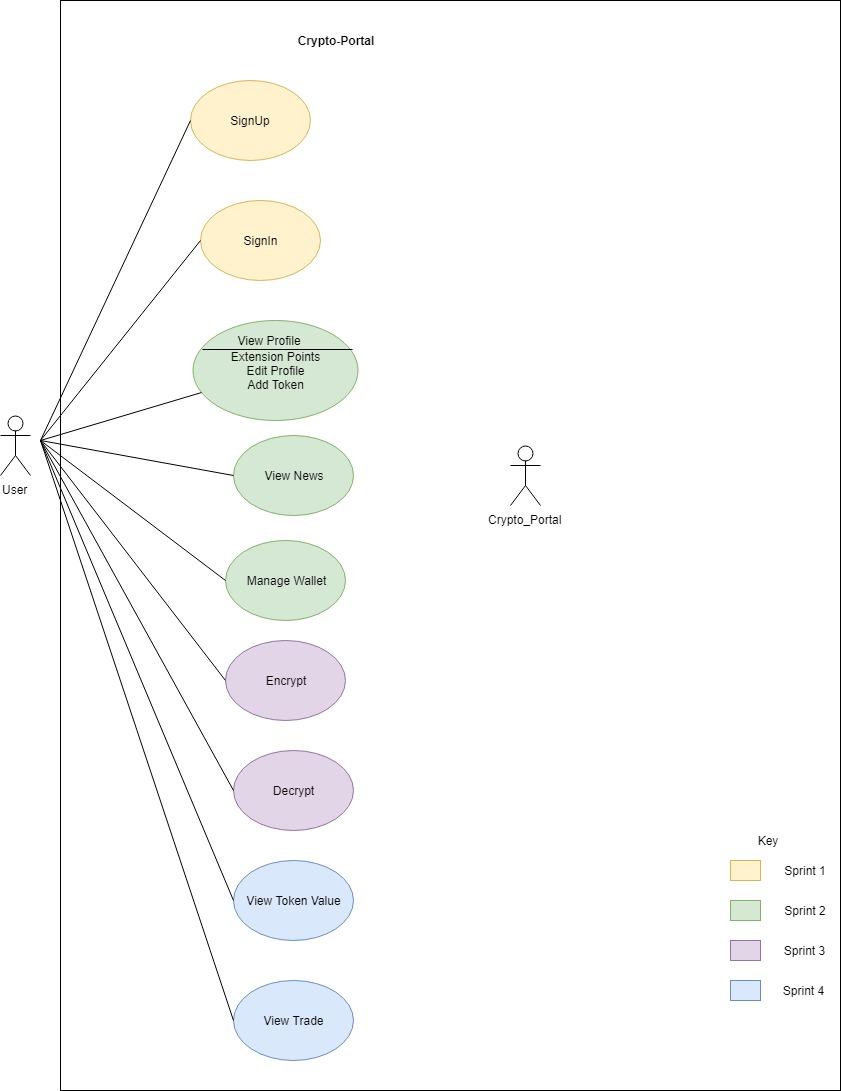 Crypto-Portal
SignUp
SignIn
View Profile
Extension Points
Edit Profile
Add Token
User
View News
Crypto_Portal
Manage Wallet
Encrypt
Decrypt
Key
Sprint 1
View Token Value
Sprint 2
Sprint 3
Sprint 4
View Trade